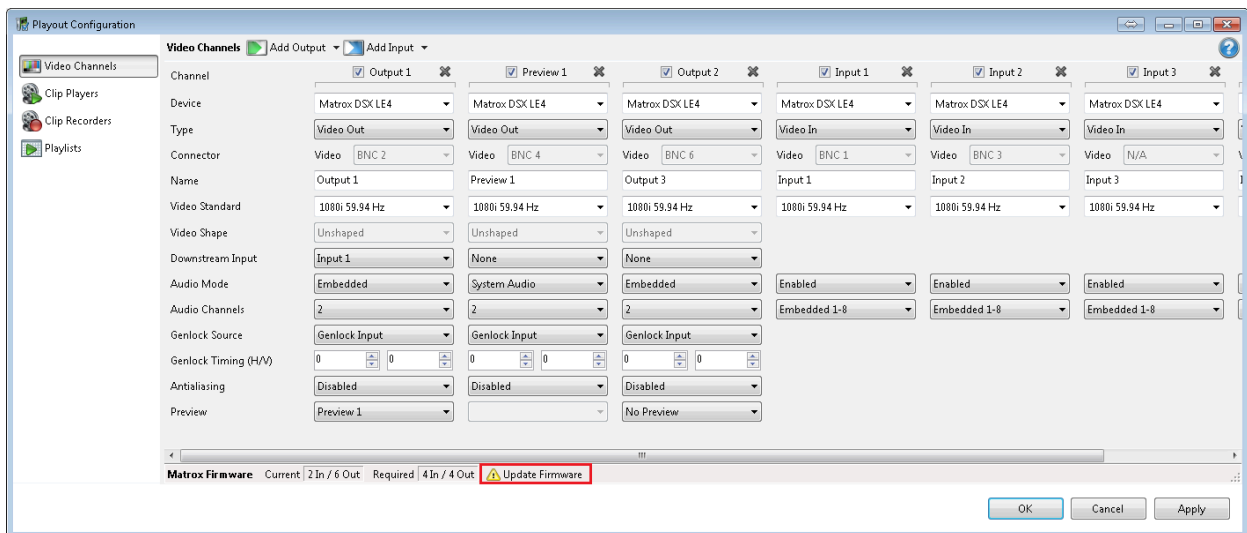 Playout Configuration
Video Channels
Clip Players
Clip Recorders
Playlists
Video Channels Add Output Add Input
Channel Output 1 Preview 1 Output 2 Input 1 Input 2 Input 3
Device Matrox DSX LE4 Matrox DSX LE4 Matrox DSX LE4 Matrox DSX LE4 Matrox DSX LE4 Matrox DSX LE4
Type Video Out Video Out Video Out Video In Video In Video In
Connector Video BNC 2 Video BNC 4 Video BNC 6 Video BNC 1 Video BNC 3 Video N/A
Name Output 1 Preview 1 Output 3 Input 1 Input 2 Input 3
Video Standard 1080i 59.94 Hz 1080i 59.94 Hz 1080i 59.94 Hz 1080i 59.94 Hz 1080i 59.94 Hz 1080i 59.94 Hz
Video Shape Unshaped Unshaped Unshaped
Downstream Input Input 1 None None
Audio Mode Embedded System Audio Embedded Enabled Enabled Enabled
Audio Channels 2 2 2 Embedded 1-8 Embedded 1-8 Embedded 1-8
Genlock Source Genlock Input Genlock Input Genlock Input
Genlock Timing (H/V) 0 0 0 0 0 0
Antialiasing Disabled Disabled Disabled
Preview Preview 1 No Preview
Matrox Firmware Current 2 In / 6 Out Required 4 In / 4 Out Update Firmware
OK Cancel Apply